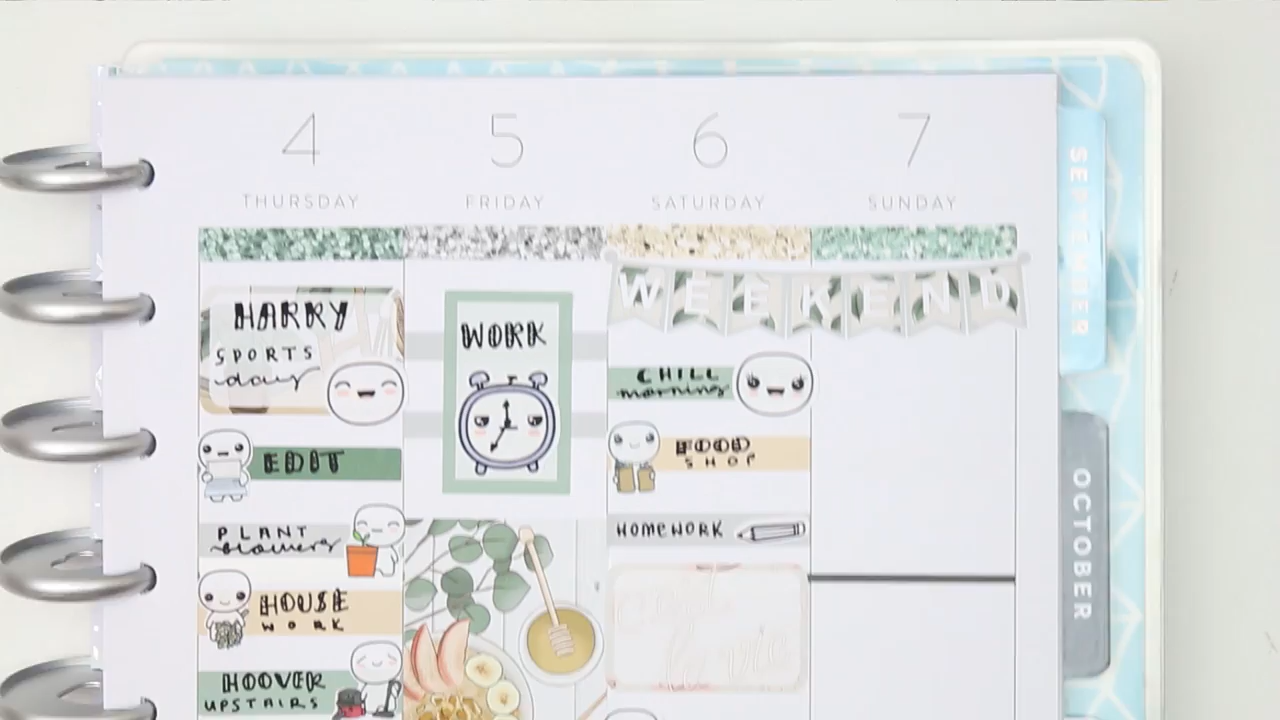 4
THURSDAY
5
FRIDAY
6
SATURDAY
7
SUNDAY
WEEKEND
HARRY
SPORTS
day
EDIT
PLANT
flowers
HOUSE
WORK
HOOVER
UPSTAIRS
WORK
CHILL
morning
FOOD
SHOP
HOMEWORK
SEPTEMBER
OCTOBER